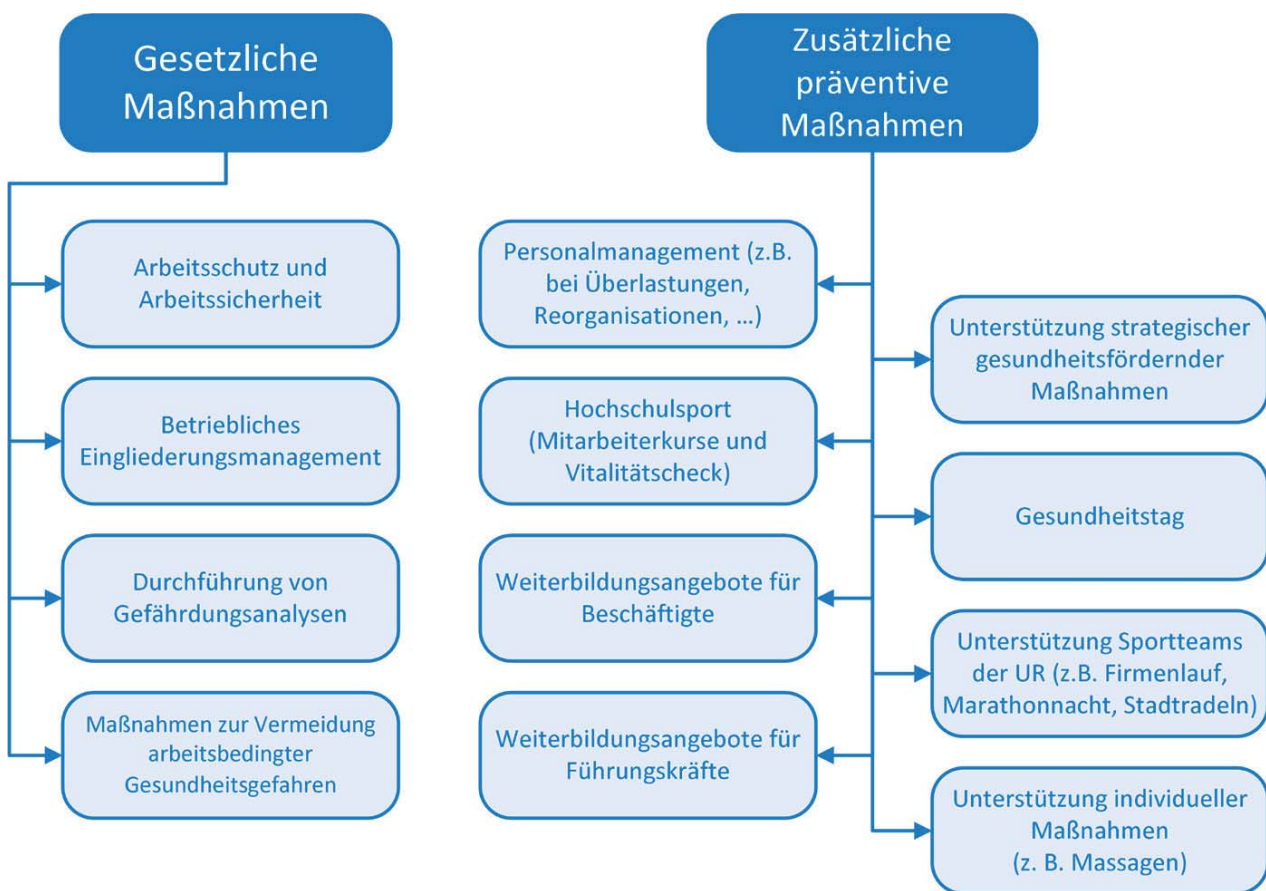 Gesetzliche
Maßnahmen
Arbeitsschutz und
Arbeitssicherheit
Betriebliches
Eingliederungsmanagement
Durchführung von
Gefährdungsanalysen
Maßnahmen zur Vermeidung
arbeitsbedingter
Gesundheitsgefahren
Zusätzliche
präventive
Maßnahmen
Personalmanagement (z.B.
bei Überlastungen,
Reorganisationen, ...)
Hochschulsport
(Mitarbeiterkurse und
Vitalitätscheck)
Weiterbildungsangebote für
Beschäftigte
Weiterbildungsangebote für
Führungskräfte
Unterstützung strategischer
gesundheitsfördernder
Maßnahmen
Gesundheitstag
Unterstützung Sportteams
der UR (z.B. Firmenlauf,
Marathonnacht, Stadtradeln)
Unterstützung individueller
Maßnahmen
(z. B. Massagen)